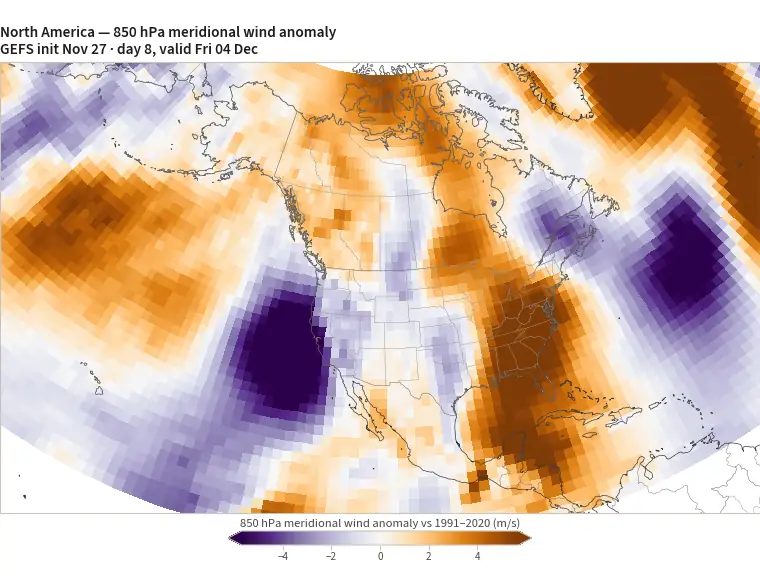 North America — 850 hPa meridional wind anomaly
GEFS init Nov 27 · day 8, valid Fri 04 Dec
850 hPa meridional wind anomaly vs 1991–2020 (m/s)
−4 −2 0 2 4